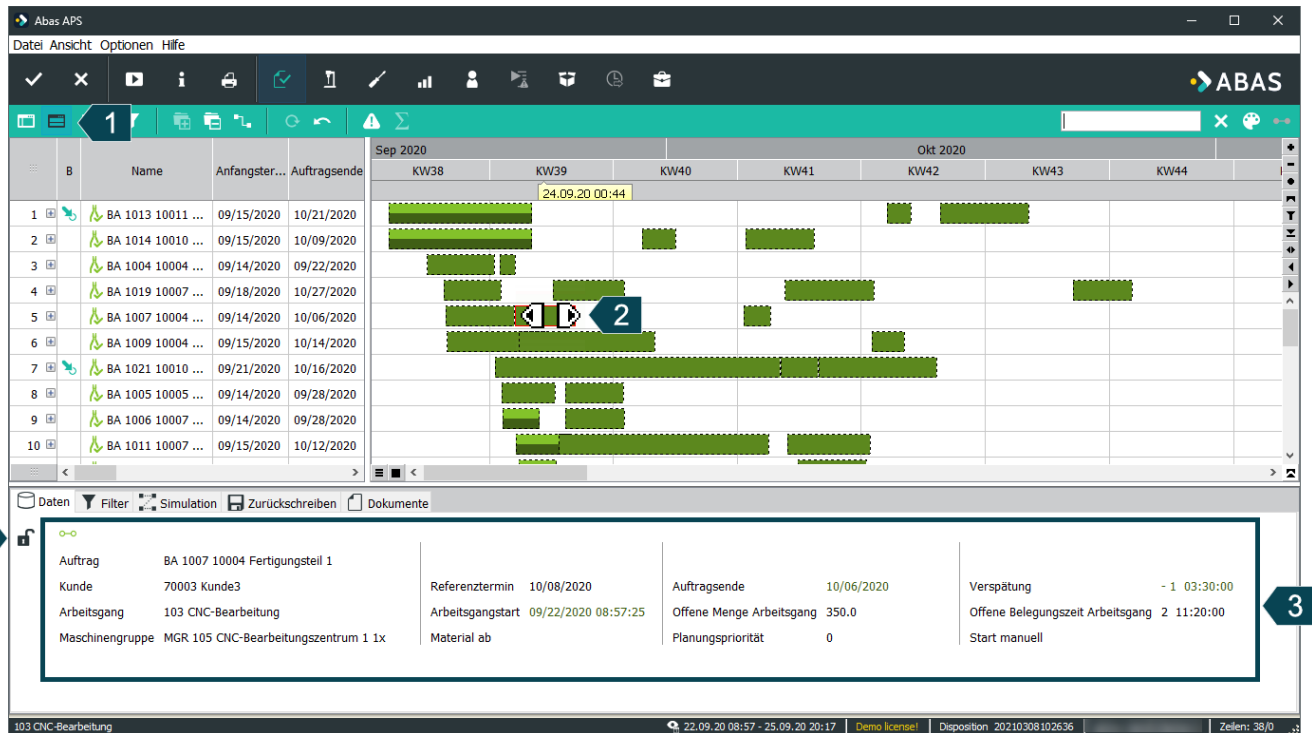 Abas APS
Datei Ansicht Optionen Hilfe
ABAS
1
Σ
Sep 2020 Okt 2020
B Name Anfangster... Auftragsende KW38 KW39 KW40 KW41 KW42 KW43 KW44
24.09.20 00:44
1 BA 1013 10011 ... 09/15/2020 10/21/2020
2 BA 1014 10010 ... 09/15/2020 10/09/2020
3 BA 1004 10004 ... 09/14/2020 09/22/2020
4 BA 1019 10007 ... 09/18/2020 10/27/2020
5 BA 1007 10004 ... 09/14/2020 10/06/2020 2
6 BA 1009 10004 ... 09/15/2020 10/14/2020
7 BA 1021 10010 ... 09/21/2020 10/16/2020
8 BA 1005 10005 ... 09/14/2020 09/28/2020
9 BA 1006 10007 ... 09/14/2020 09/28/2020
10 BA 1011 10007 ... 09/15/2020 10/12/2020
Daten Filter Simulation Zurückschreiben Dokumente
Auftrag BA 1007 10004 Fertigungsteil 1
Kunde 70003 Kunde3 Referenztermin 10/08/2020 Auftragsende 10/06/2020 Verspätung - 1 03:30:00
Arbeitsgang 103 CNC-Bearbeitung Arbeitsgangstart 09/22/2020 08:57:25 Offene Menge Arbeitsgang 350.0 Offene Belegungszeit Arbeitsgang 2 11:20:00
3
Maschinengruppe MGR 105 CNC-Bearbeitungszentrum 1 1x Material ab Planungspriorität 0 Start manuell
103 CNC-Bearbeitung 22.09.20 08:57 - 25.09.20 20:17 Demo license! Disposition 20210308102636 Zeilen: 38/0